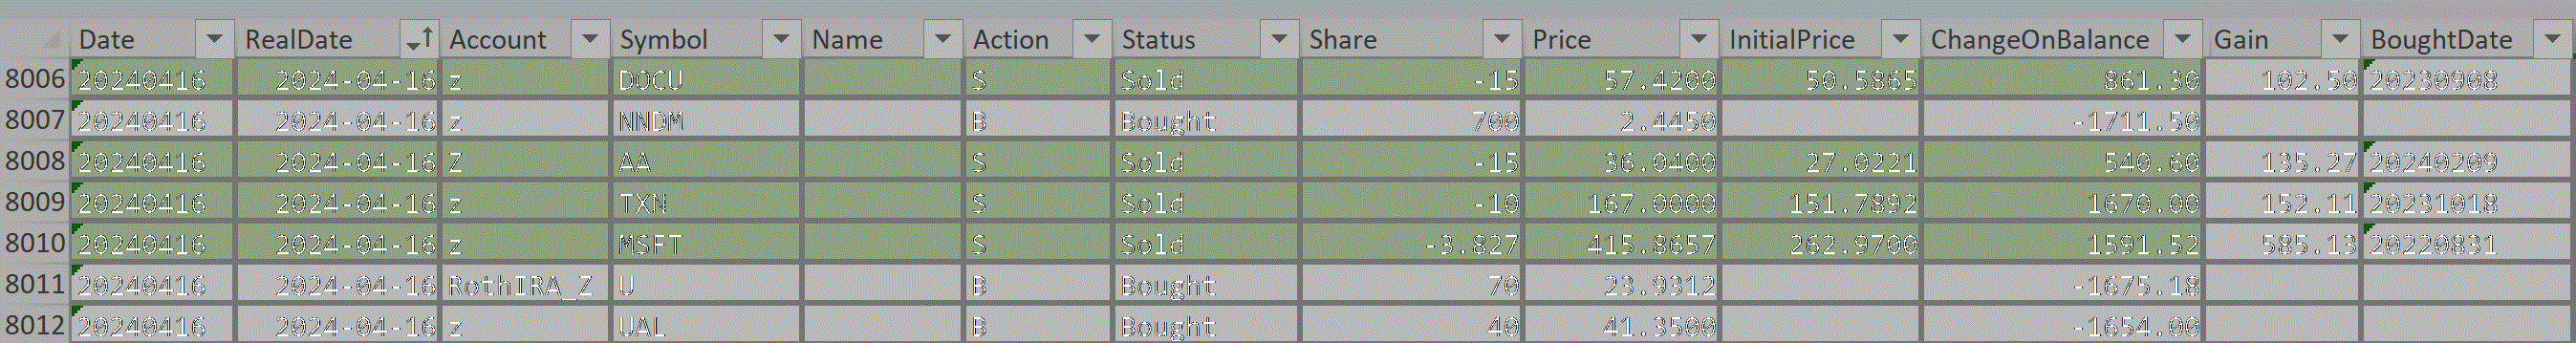 Date RealDate Account Symbol Name Action Status Share Price InitialPrice ChangeOnBalance Gain BoughtDate
8006 20240416 2024-04-16 z DOCU S Sold -15 57.4200 50.5865 861.30 102.50 20230908
8007 20240416 2024-04-16 z NNDM B Bought 700 2.4450 -1711.50
8008 20240416 2024-04-16 Z AA S Sold -15 36.0400 27.0221 540.60 135.27 20240209
8009 20240416 2024-04-16 z TXN S Sold -10 167.0000 151.7892 1670.00 152.11 20231018
8010 20240416 2024-04-16 z MSFT S Sold -3.827 415.8657 262.9700 1591.52 585.13 20220831
8011 20240416 2024-04-16 RothIRA_Z U B Bought 70 23.9312 -1675.18
8012 20240416 2024-04-16 z UAL B Bought 40 41.3500 -1654.00